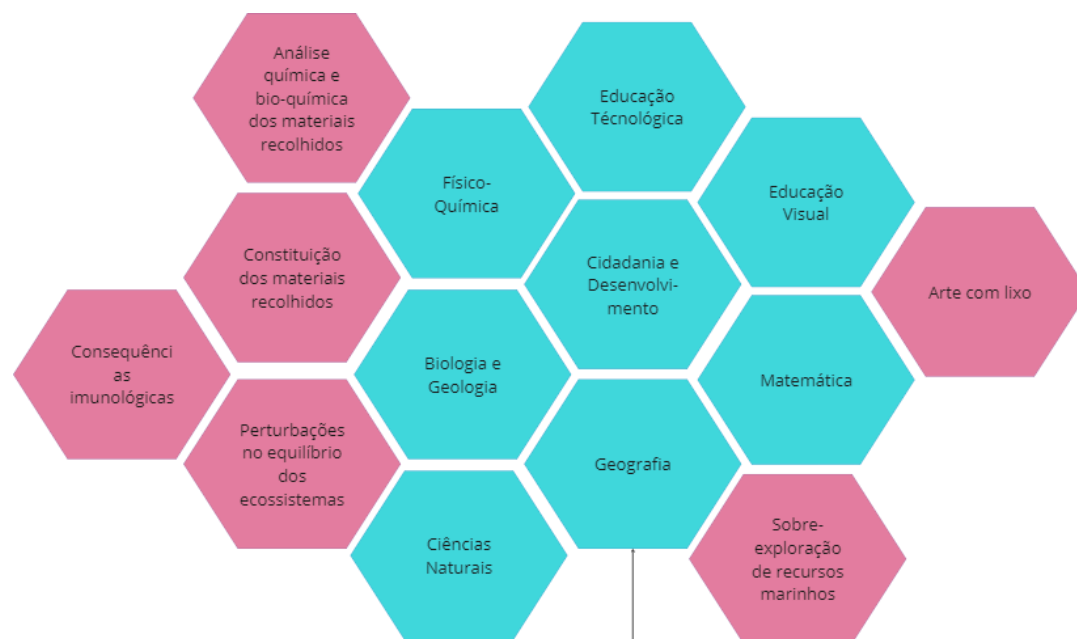 Análise
química e
bio-química
dos materiais
recolhidos
Educação
Técnológica
Físico-
Química
Educação
Visual
Constituição
dos materiais
recolhidos
Cidadania e
Desenvolvi-
mento
Arte com lixo
Consequênci
as
imunológicas
Biologia e
Geologia
Matemática
Perturbações
no equilíbrio
dos
ecossistemas
Geografia
Ciências
Naturais
Sobre-
exploração
de recursos
marinhos